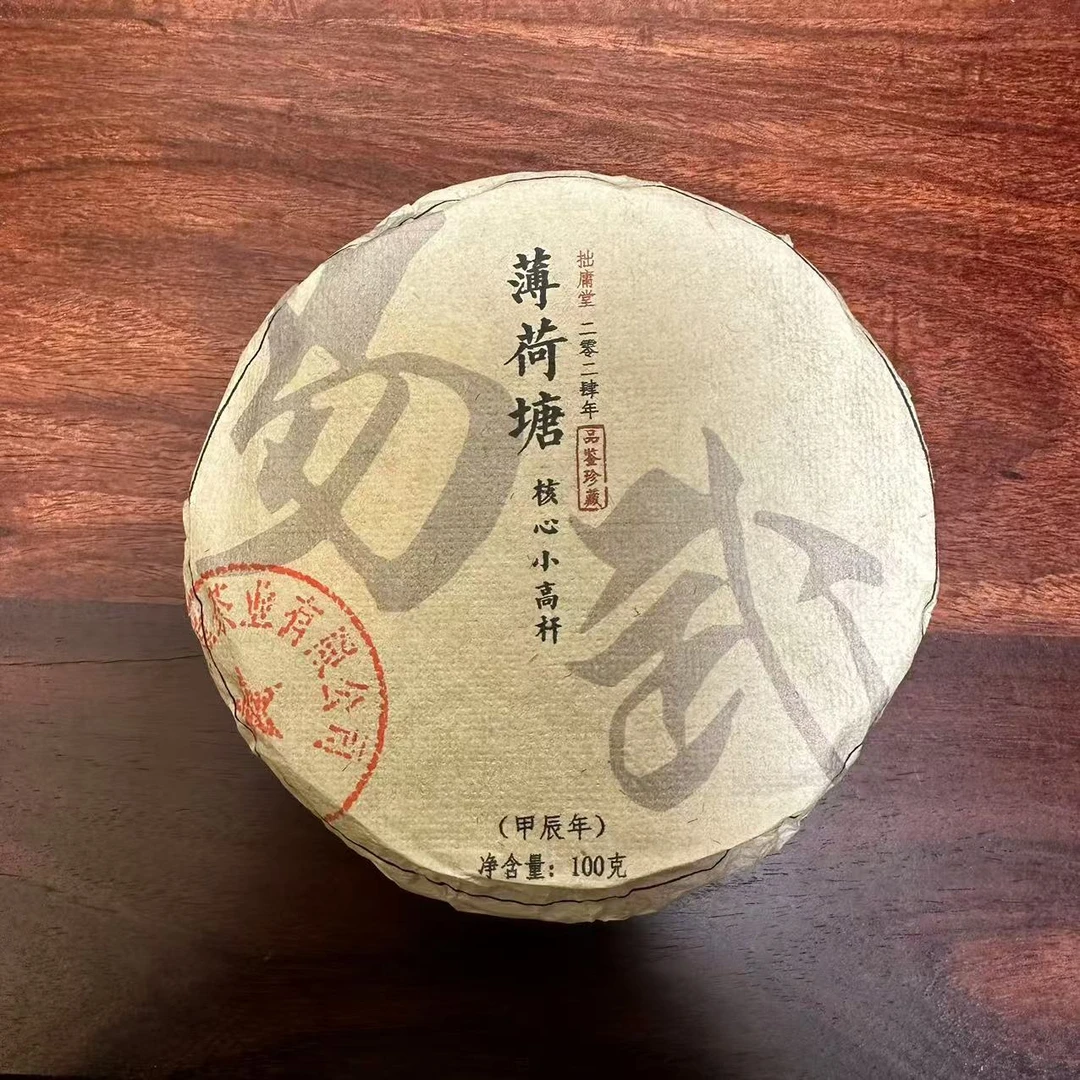 易武
薄荷塘
核心小高杆
拙庸堂
二零二肆年
品鉴珍藏
茶业有限公司
(甲辰年)
净含量：100克